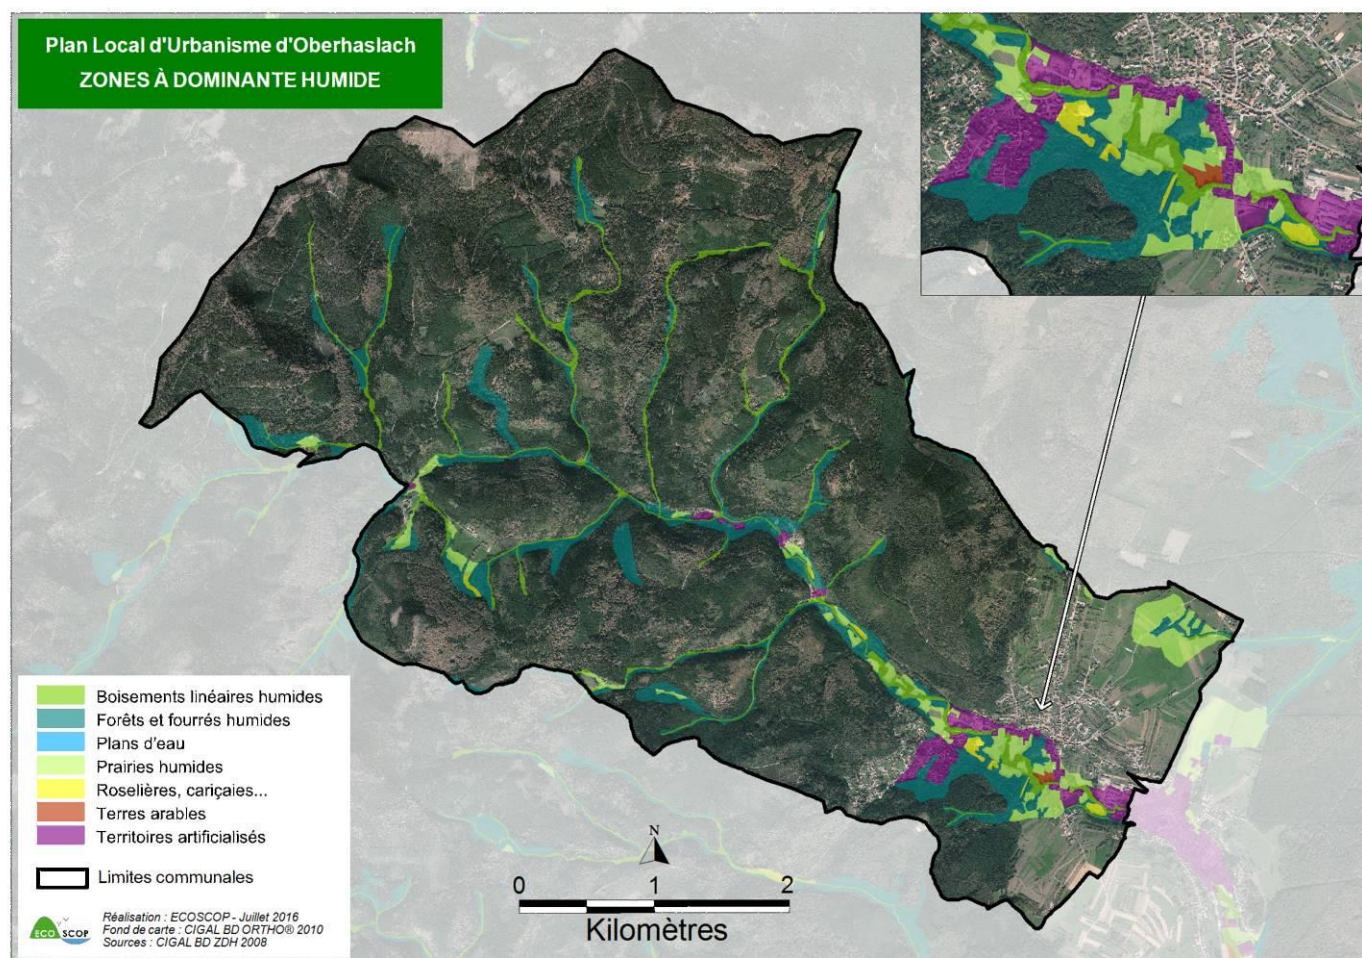 Plan Local d'Urbanisme d'Oberhaslach
ZONES À DOMINANTE HUMIDE
Boisements linéaires humides
Forêts et fourrés humides
Plans d'eau
Prairies humides
Roselières, cariçaies...
Terres arables
Territoires artificialisés
Limites communales
ECO SCOP
Réalisation : ECOSCOP - Juillet 2016
Fond de carte : CIGAL BD ORTHO® 2010
Sources : CIGAL BD ZDH 2008
N
0 1 2
Kilomètres